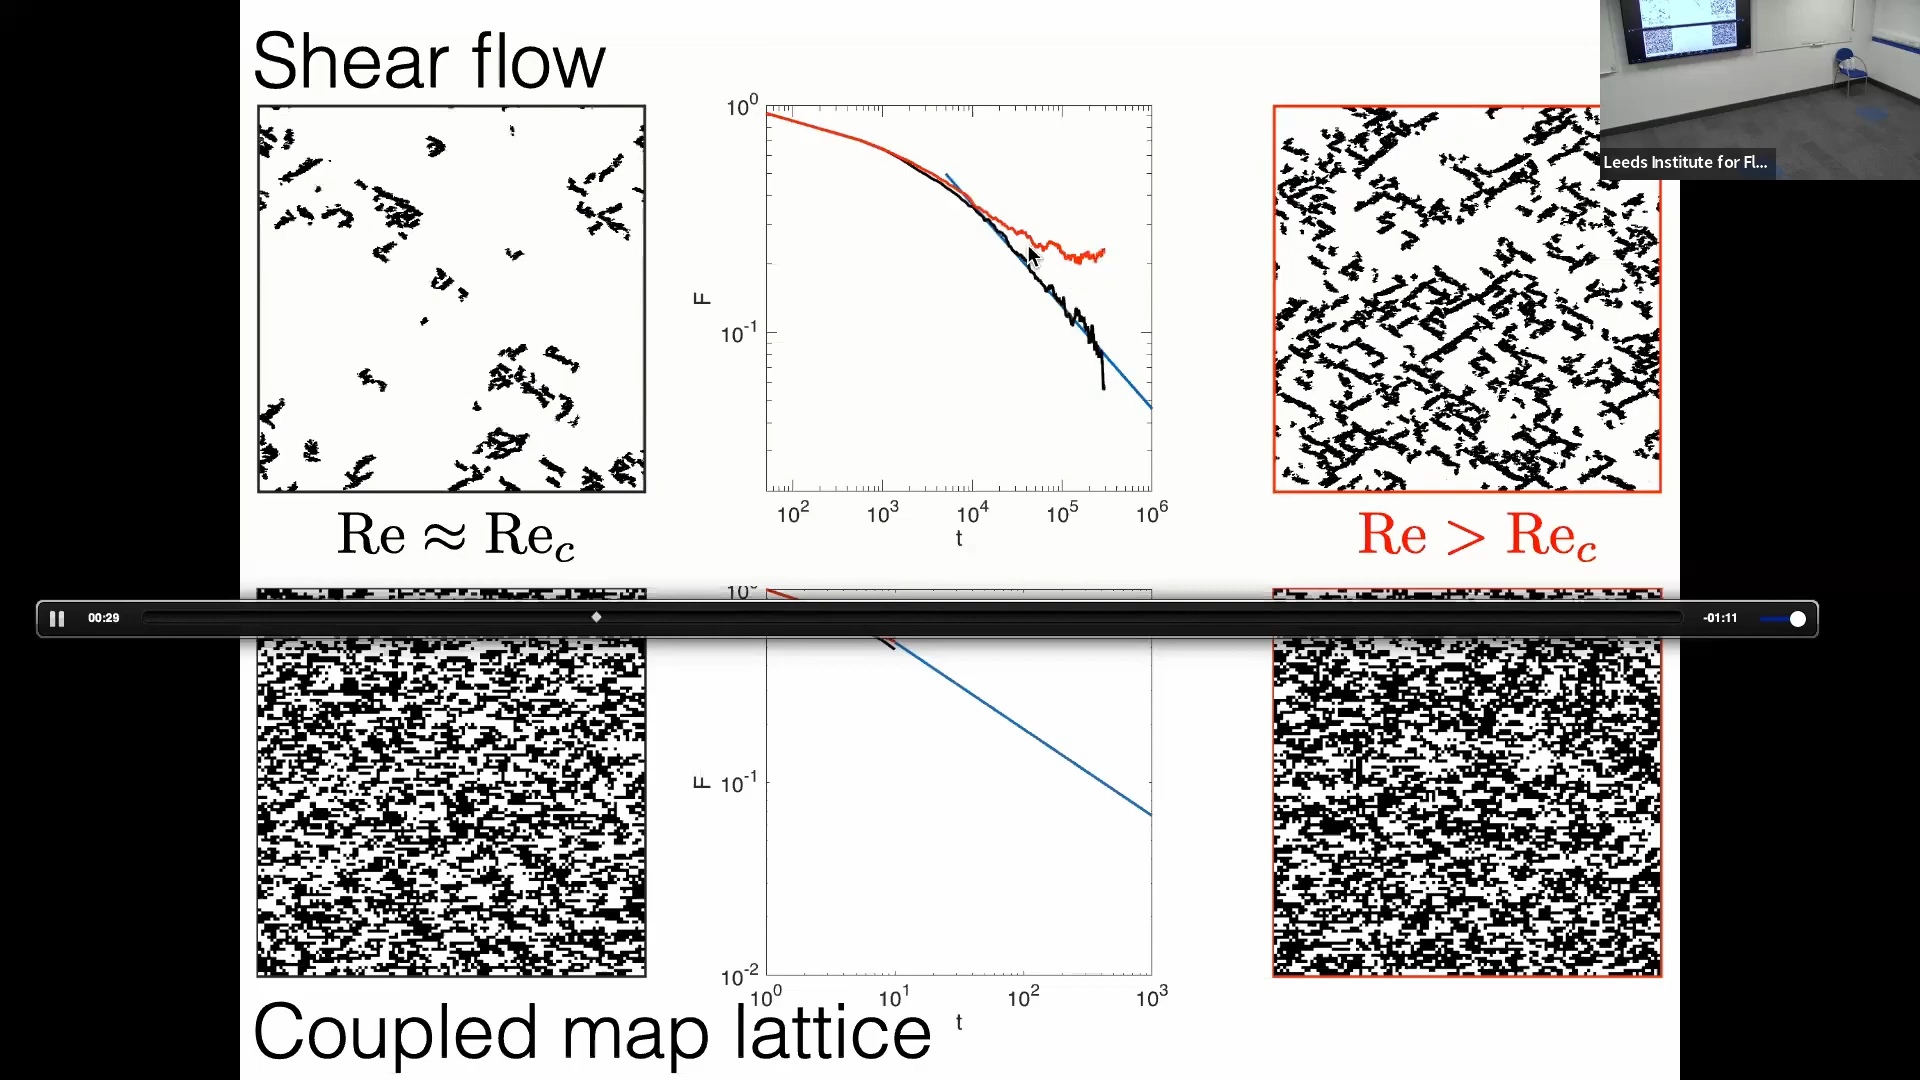 Shear flow
Leeds Institute for Fl...
10^0
F
10^-1
10^2 10^3 10^4 10^5 10^6
t
Re ≈ Re_c
Re > Re_c
10^0
00:29
-01:11
F
10^-1
10^-2
10^0 10^1 10^2 10^3
t
Coupled map lattice